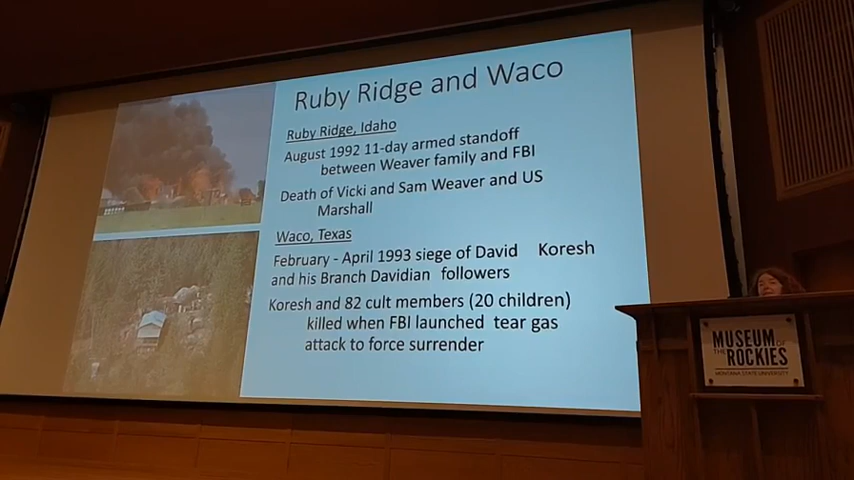 Ruby Ridge and Waco
Ruby Ridge, Idaho
August 1992 11-day armed standoff
between Weaver family and FBI
Death of Vicki and Sam Weaver and US
Marshall
Waco, Texas
February - April 1993 siege of David Koresh
and his Branch Davidian followers
Koresh and 82 cult members (20 children)
killed when FBI launched tear gas
attack to force surrender
MUSEUM OF THE
ROCKIES
MONTANA STATE UNIVERSITY